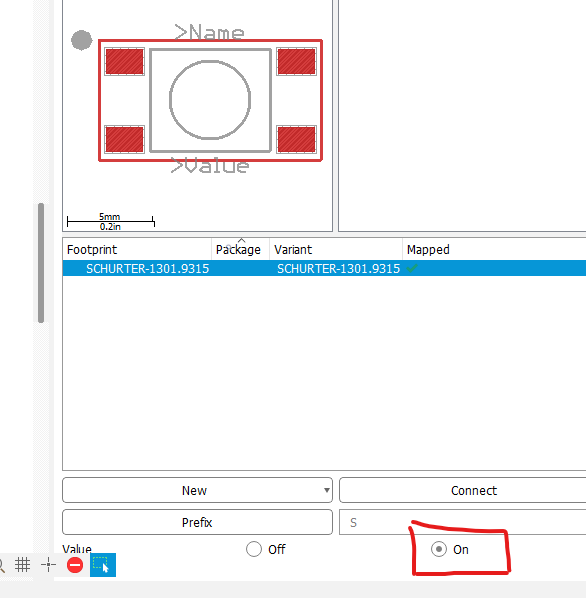 >Name
>Value
5mm
0.2in
Footprint Package Variant Mapped
SCHURTER-1301.9315 SCHURTER-1301.9315
New Connect
Prefix S
Value Off On